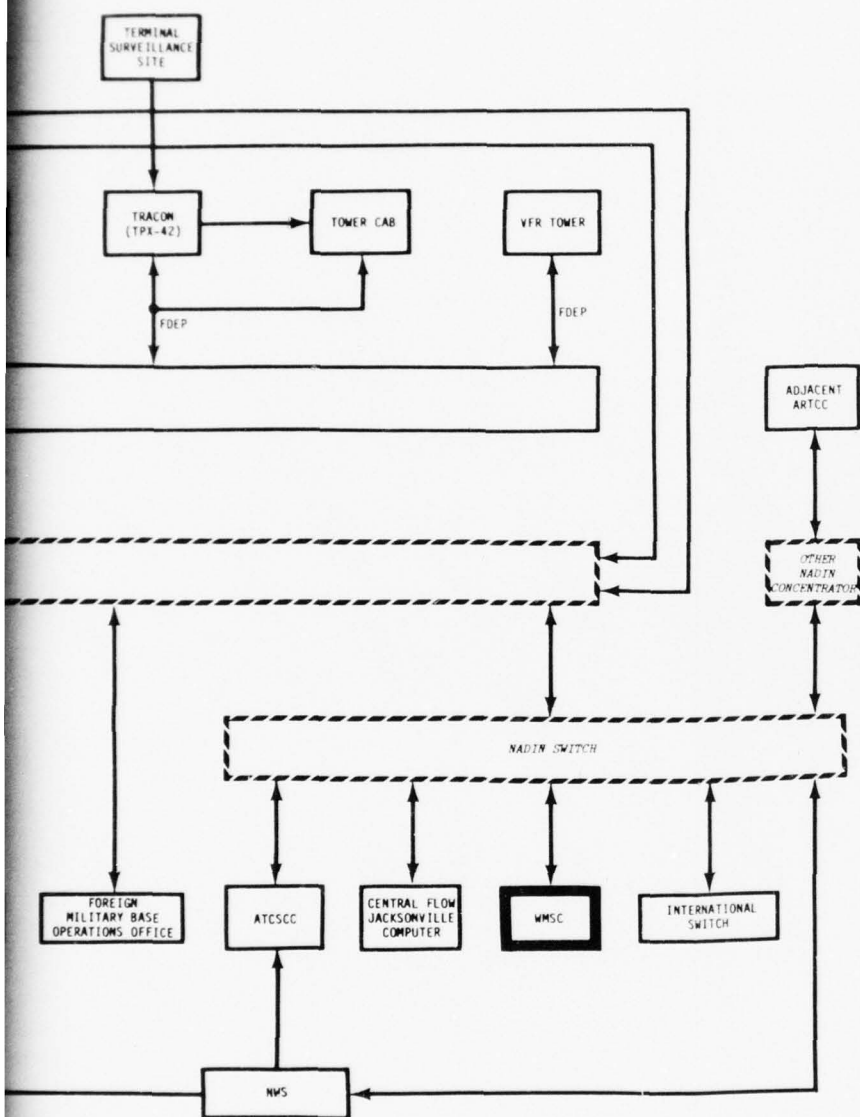 TERMINAL
SURVEILLANCE
SITE
TRACON
(TPX-42)
TOWER CAB
VFR TOWER
FDEP
FDEP
ADJACENT
ARTCC
OTHER
NADIN
CONCENTRATOR
NADIN SWITCH
FOREIGN
MILITARY BASE
OPERATIONS OFFICE
ATCSCC
CENTRAL FLOW
JACKSONVILLE
COMPUTER
WMSC
INTERNATIONAL
SWITCH
NWS